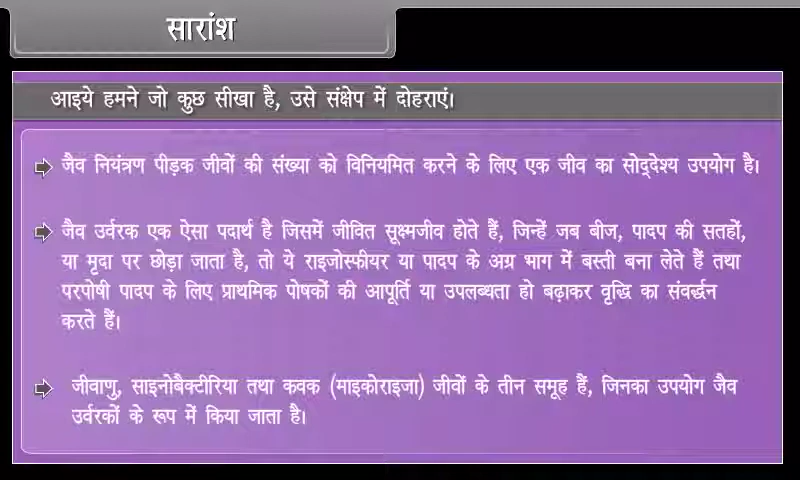 सारांश
आइये हमने जो कुछ सीखा है, उसे संक्षेप में दोहराएं।
जैव नियंत्रण पीड़क जीवों की संख्या को विनियमित करने के लिए एक जीव का सोद्देश्य उपयोग है।
जैव उर्वरक एक ऐसा पदार्थ है जिसमें जीवित सूक्ष्मजीव होते हैं, जिन्हें जब बीज, पादप की सतहों,
या मृदा पर छोड़ा जाता है, तो ये राइजोस्फीयर या पादप के अग्र भाग में बस्ती बना लेते हैं तथा
परपोषी पादप के लिए प्राथमिक पोषकों की आपूर्ति या उपलब्धता हो बढ़ाकर वृद्धि का संवर्द्धन
करते हैं।
जीवाणु, साइनोबैक्टीरिया तथा कवक (माइकोराइजा) जीवों के तीन समूह हैं, जिनका उपयोग जैव
उर्वरकों के रूप में किया जाता है।